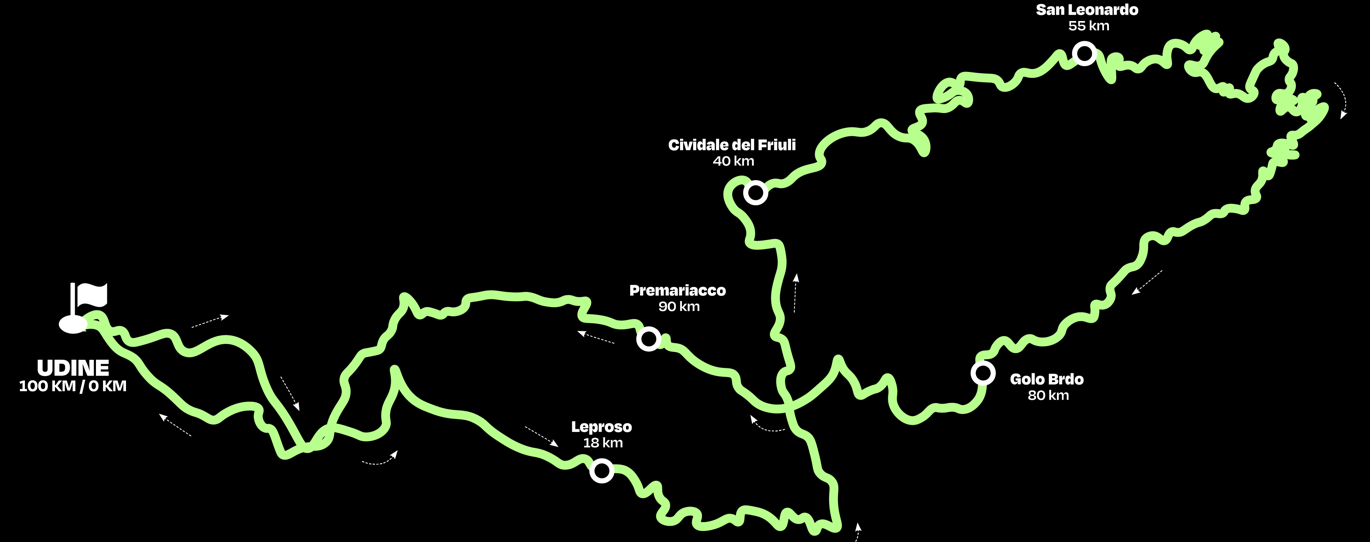 San Leonardo
55 km
Cividale del Friuli
40 km
Premariacco
90 km
UDINE
100 KM / 0 KM
Golo Brdo
80 km
Leproso
18 km